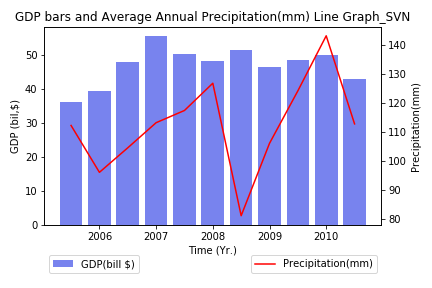 GDP bars and Average Annual Precipitation(mm) Line Graph_SVN
GDP (bil,$)
50
40
30
20
10
0
140
130
120
110
100
90
80
Precipitation(mm)
2006 2007 2008 2009 2010
Time (Yr.)
GDP(bill $)
Precipitation(mm)